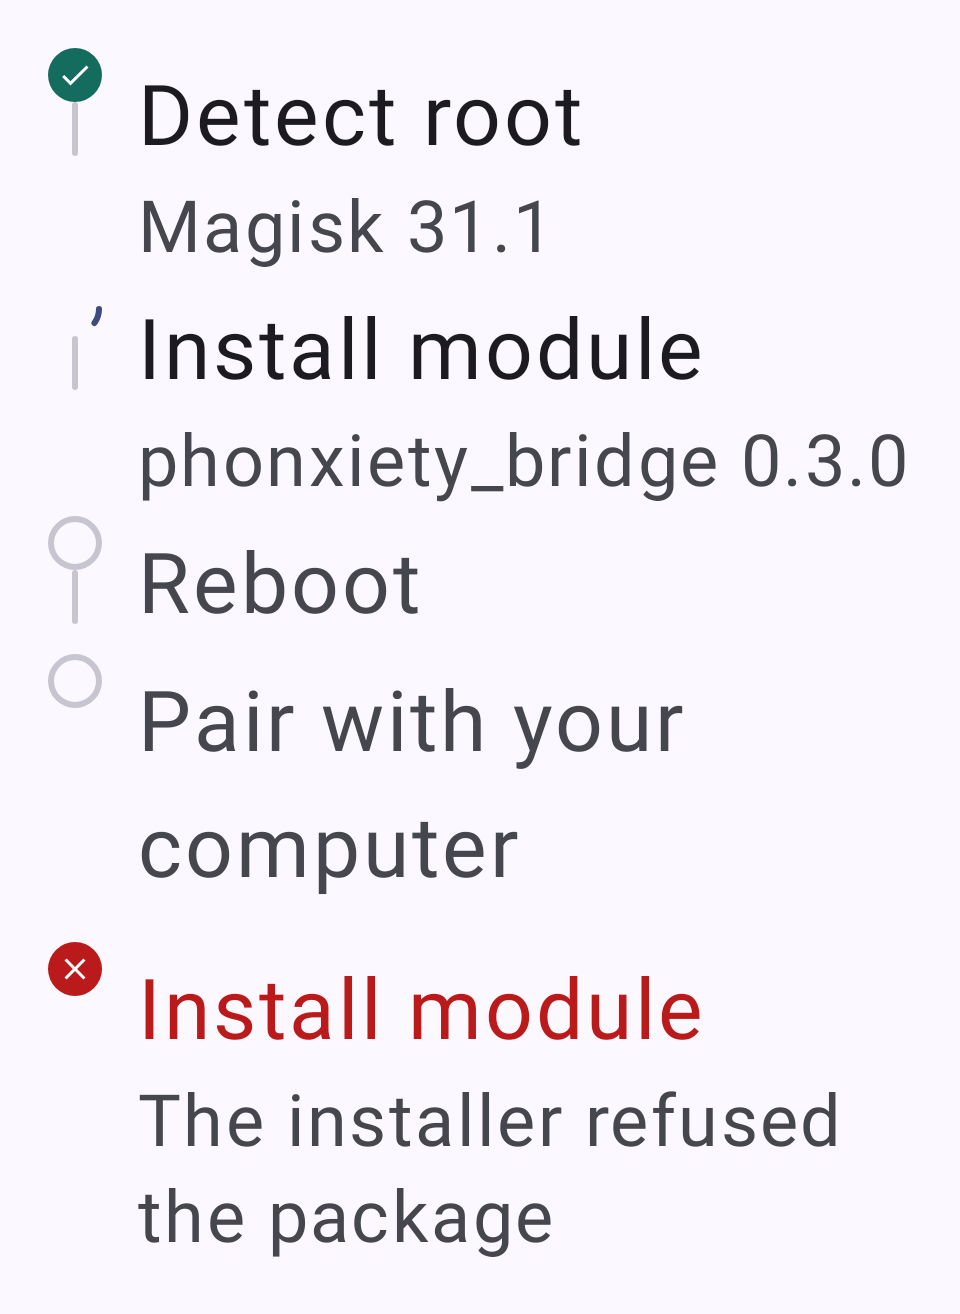 Detect root
Magisk 31.1
Install module
phonxiety_bridge 0.3.0
Reboot
Pair with your
computer
Install module
The installer refused
the package